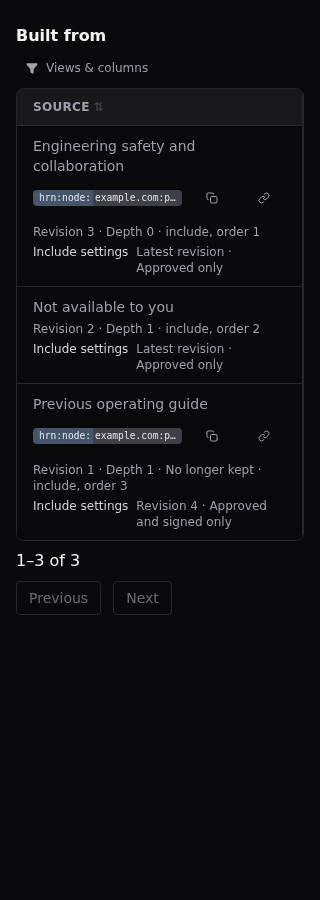 Built from
Views & columns
SOURCE ⇅
Engineering safety and
collaboration
hrn:node: example.com:p…
Revision 3 · Depth 0 · include, order 1
Include settings Latest revision ·
Approved only
Not available to you
Revision 2 · Depth 1 · include, order 2
Include settings Latest revision ·
Approved only
Previous operating guide
hrn:node: example.com:p…
Revision 1 · Depth 1 · No longer kept ·
include, order 3
Include settings Revision 4 · Approved
and signed only
1–3 of 3
Previous Next